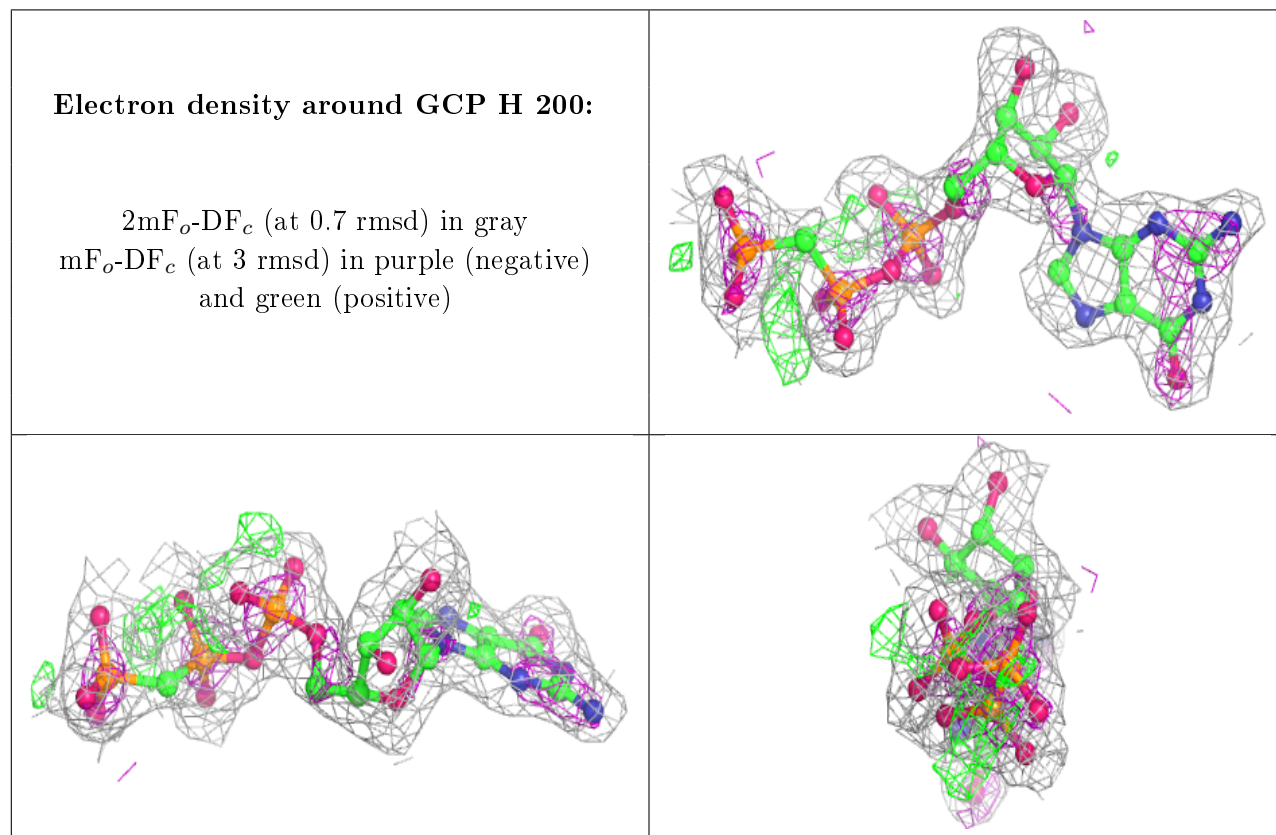 Electron density around GCP H 200:
2mFo-DFc (at 0.7 rmsd) in gray
mFo-DFc (at 3 rmsd) in purple (negative)
and green (positive)